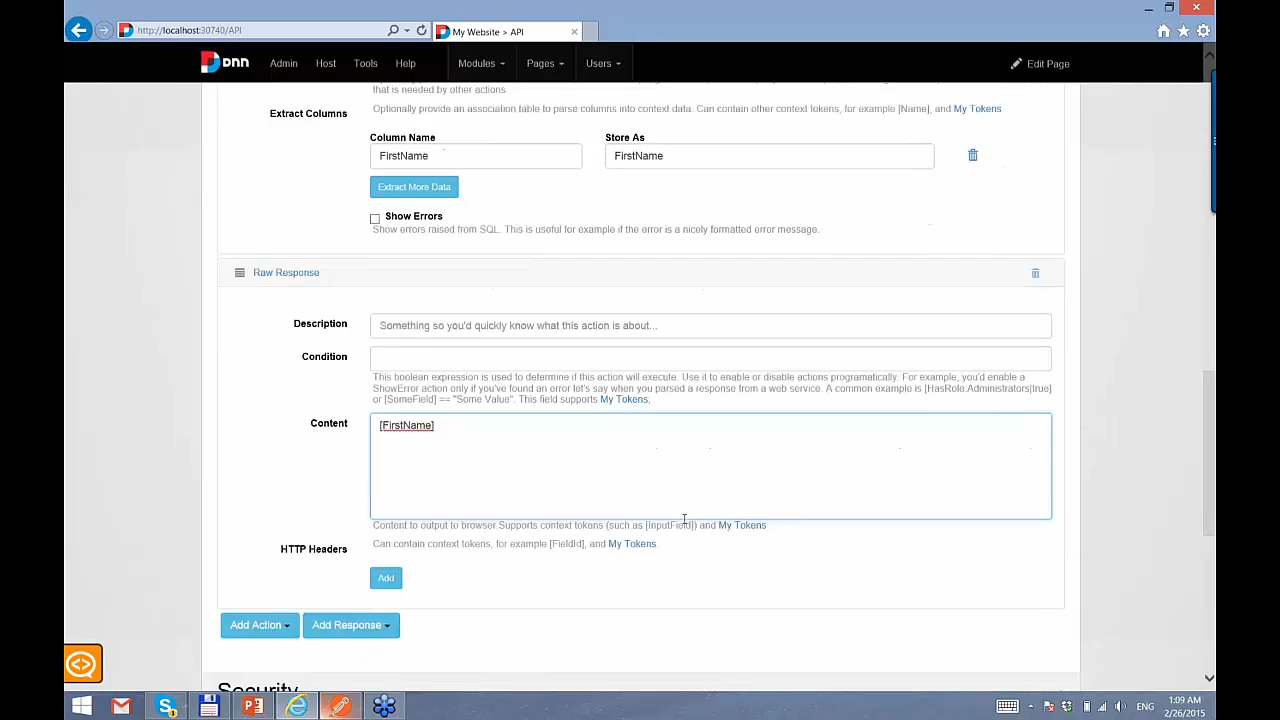 http://localhost:30740/API
My Website > API
DNN
Admin
Host
Tools
Help
Modules
Pages
Users
Edit Page
that is needed by other actions.
Extract Columns
Optionally provide an association table to parse columns into context data. Can contain other context tokens, for example [Name], and My Tokens
Column Name
Store As
FirstName
FirstName
Extract More Data
Show Errors
Show errors raised from SQL. This is useful for example if the error is a nicely formatted error message.
Raw Response
Description
Something so you'd quickly know what this action is about...
Condition
This boolean expression is used to determine if this action will execute. Use it to enable or disable actions programatically. For example, you'd enable a
ShowError action only if you've found an error let's say when you parsed a response from a web service. A common example is [HasRole:Administrators|true]
or [SomeField] == "Some Value". This field supports My Tokens.
Content
[FirstName]
Content to output to browser.Supports context tokens (such as [InputField]) and My Tokens
HTTP Headers
Can contain context tokens, for example [FieldId], and My Tokens.
Add
Add Action
Add Response
Security
ENG
1:09 AM
2/26/2015